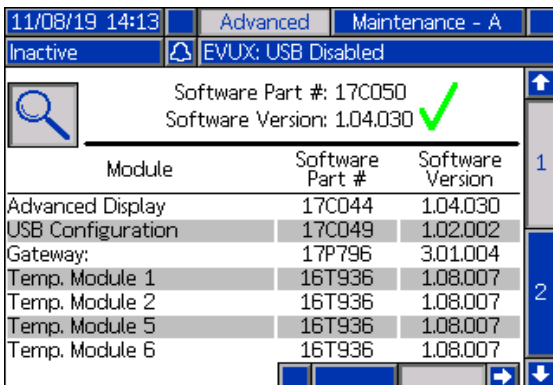 11/08/19 14:13 Advanced Maintenance - A
Inactive EVUX: USB Disabled
Software Part #: 17C050
Software Version: 1.04.030
Module Software Part # Software Version
1
Advanced Display 17C044 1.04.030
USB Configuration 17C049 1.02.002
Gateway: 17P796 3.01.004
Temp. Module 1 16T936 1.08.007
Temp. Module 2 16T936 1.08.007
2
Temp. Module 5 16T936 1.08.007
Temp. Module 6 16T936 1.08.007